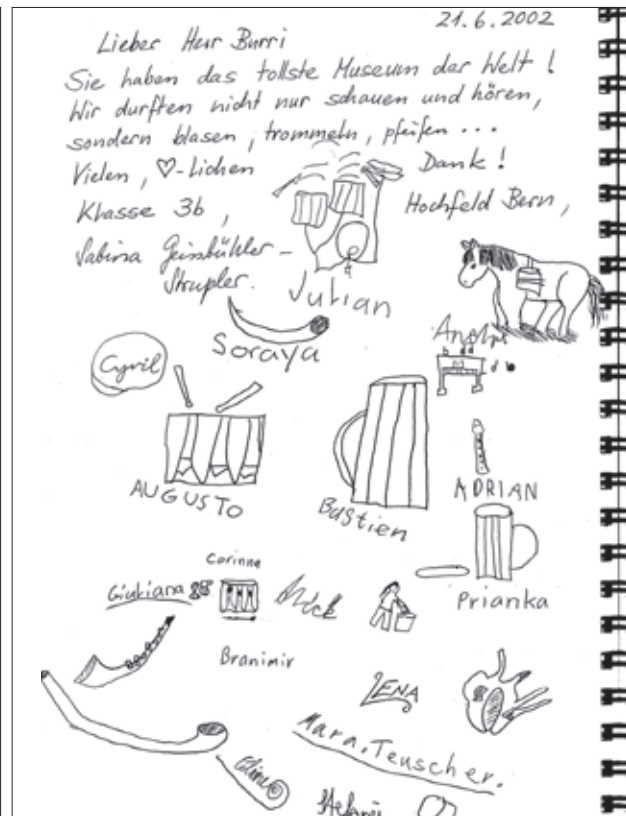 21.6.2002
Lieber Herr Burri
Sie haben das tollste Museum der Welt !
Wir durften nicht nur schauen und hören,
sondern blasen, trommeln, pfeifen ...
Vielen, ♡-lichen Dank !
Klasse 3b, Hochfeld Bern,
Sabina Geissbühler-
Strupler.
Julian
Soraya
Cyril
AUGUSTO
Bastien
ADRIAN
Prianka
Corinna
Giuliana
Branimir
LENA
Mara.Teuscher.